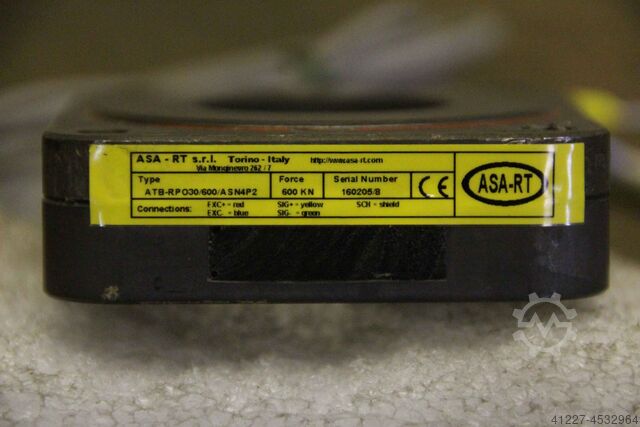 ASA - RT s.r.l. Torino - Italy http://www.asa-rt.com
Via Monginevro 262 / 7
Type Force Serial Number
ATB-RPO30/600/ASN4P2 600 KN 160205/8
CE
ASA-RT
Connections: EXC+= red SIG+= yellow SCH = shield
EXC-= blue SIG-= green
41227-4532964